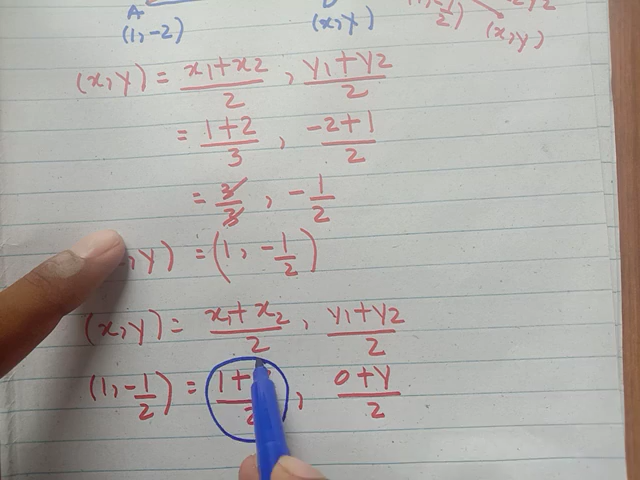 A
(1,-2)
(x,y)
(x,y)
(x,y) = x1+x2/2 , y1+y2/2
= 1+2/3 , -2+1/2
= 3/3 , -1/2
,y) = (1, -1/2)
(x,y) = x1+x2/2 , y1+y2/2
(1,-1/2) = 1+/2 , 0+y/2